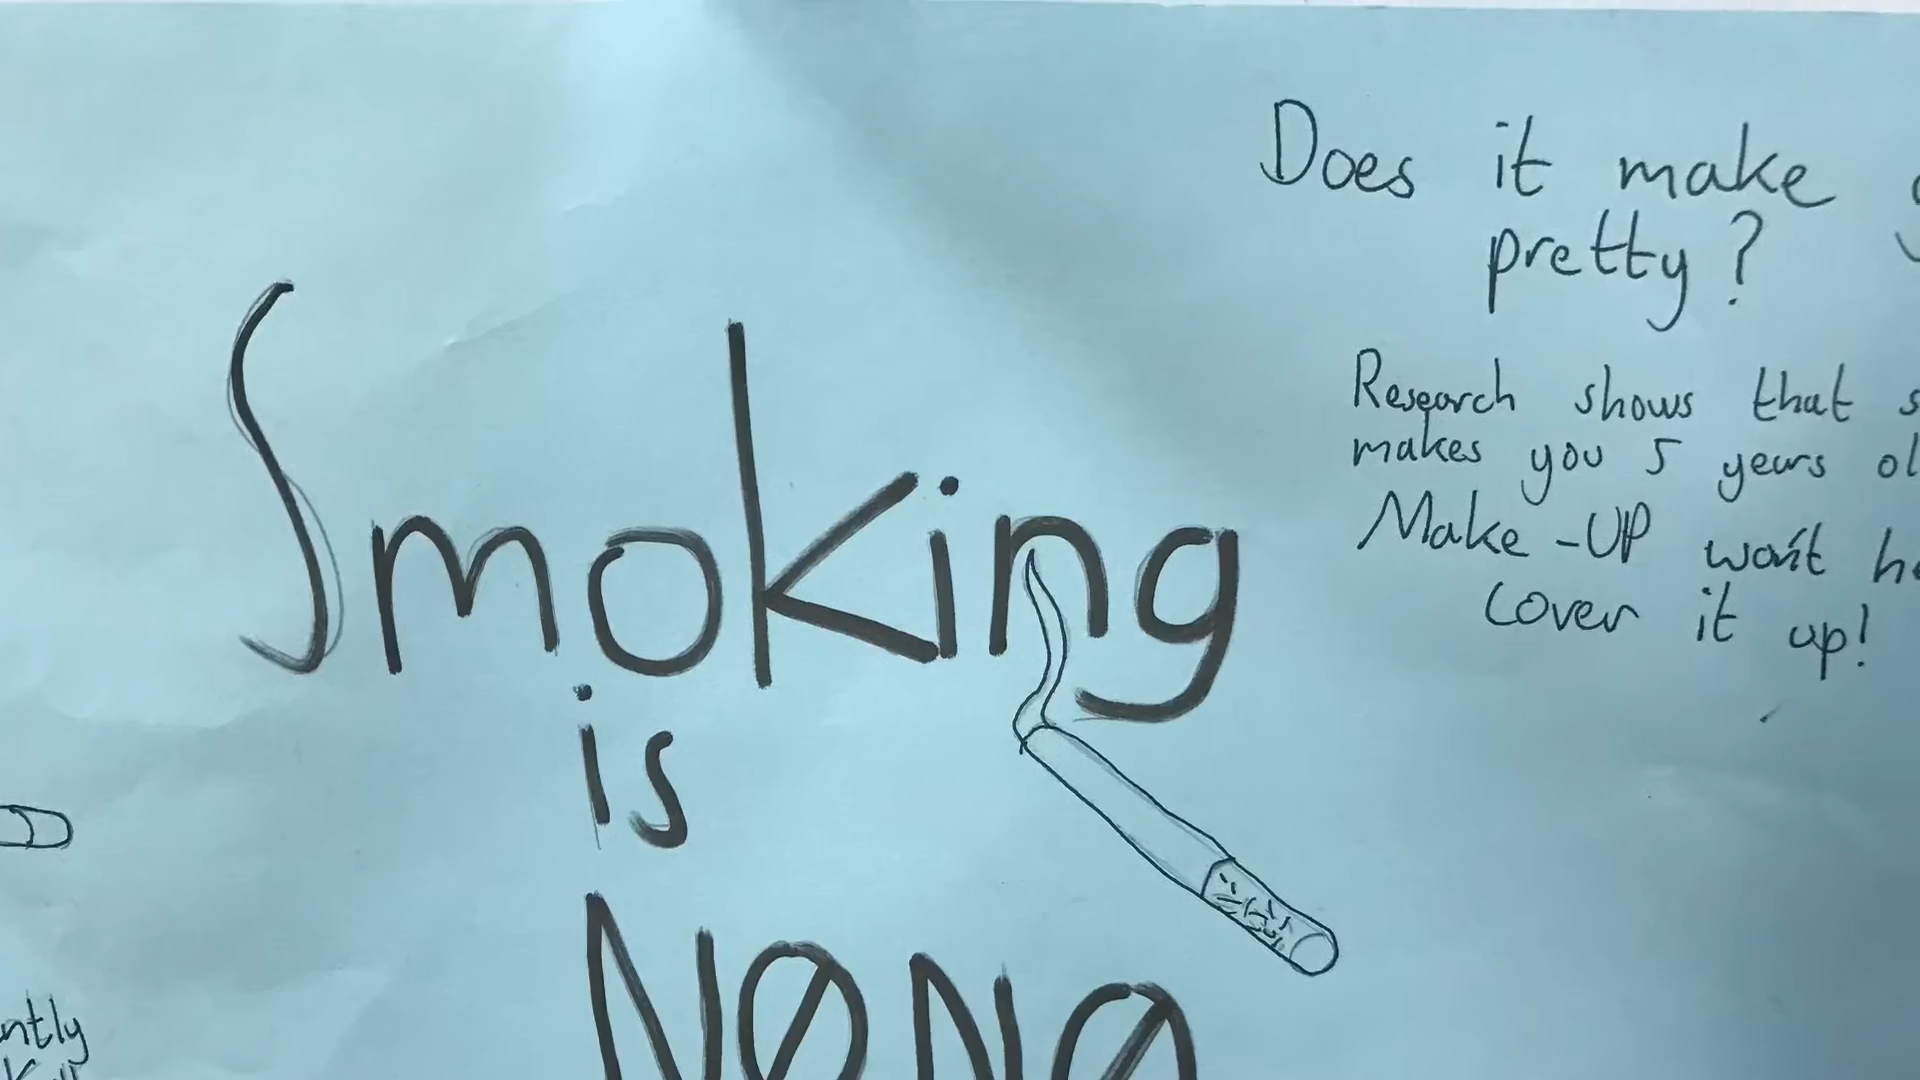 Does it make
pretty?
Research shows that
makes you 5 years
Make-UP won't
cover it up!
Smoking
is
NONO